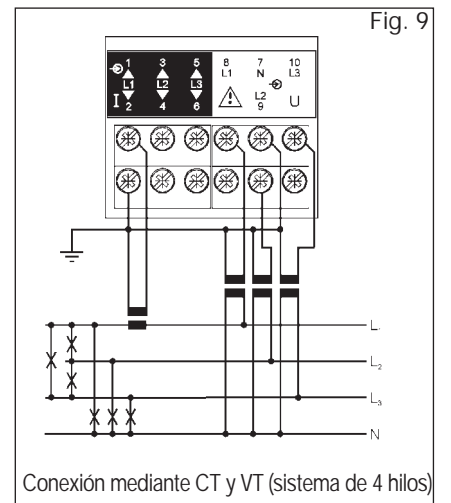 Fig. 9
1 3 5 8 7 10
L1 N L3
L1 L2 L3
I U
L2
2 4 6 9
L
L2
L3
N
Conexión mediante CT y VT (sistema de 4 hilos)